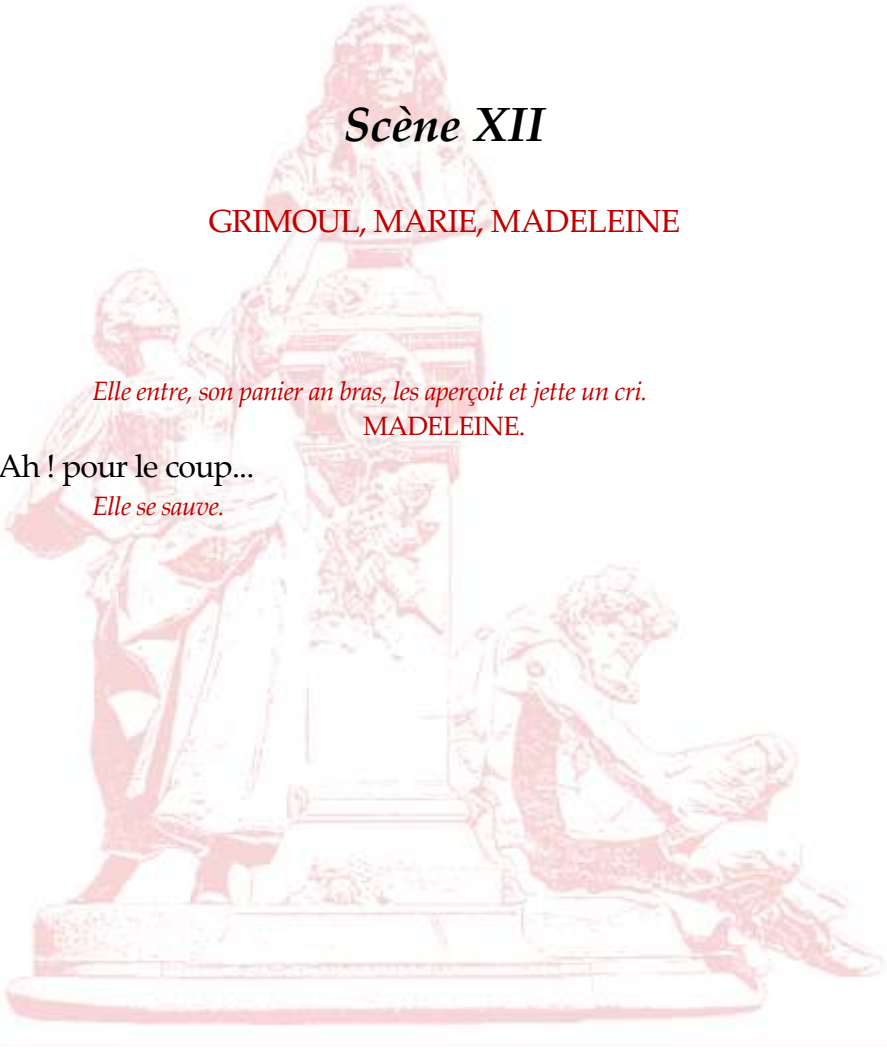 Scène XII
GRIMOUL, MARIE, MADELEINE
Elle entre, son panier an bras, les aperçoit et jette un cri.
MADELEINE.
Ah ! pour le coup...
Elle se sauve.